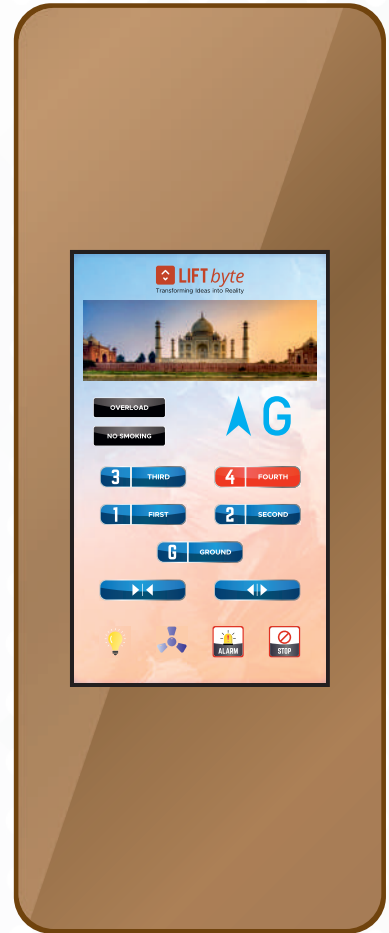 LIFT byte
Transforming Ideas into Reality
OVERLOAD
G
NO SMOKING
3 THIRD
4 FOURTH
1 FIRST
2 SECOND
G GROUND
ALARM
STOP